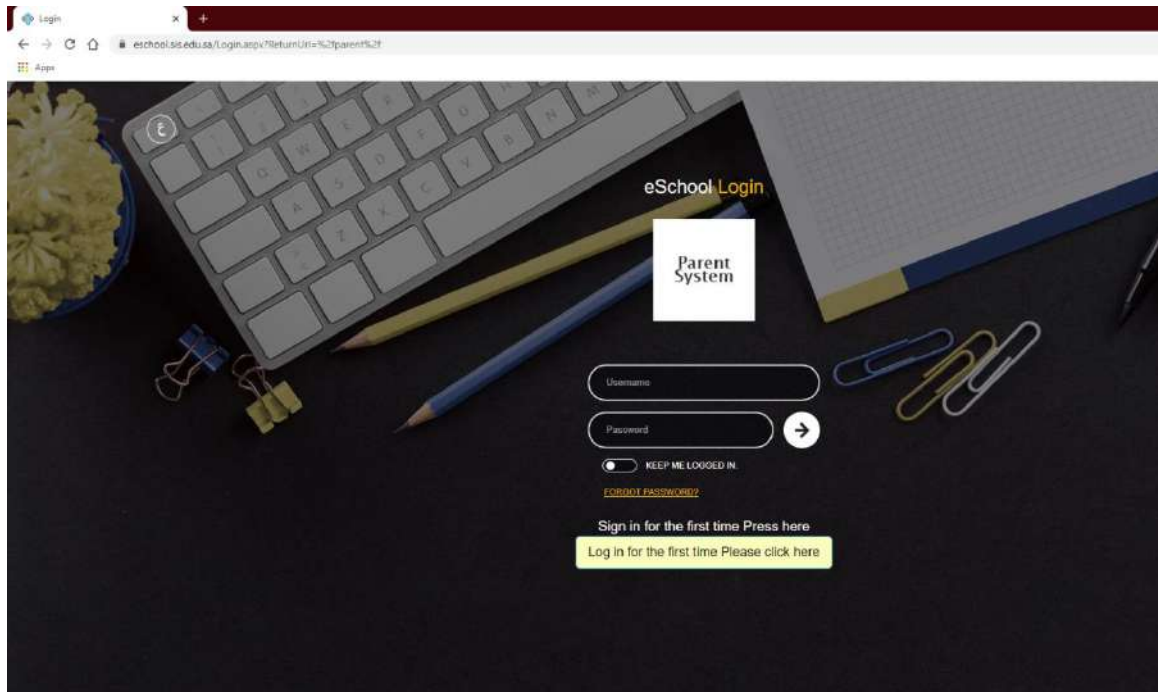 Login
eschool.sis.edu.sa/Login.aspx?ReturnUrl=%2fparent%2f
Apps
ع
eSchool Login
Parent
System
Username
Password
KEEP ME LOGGED IN.
FORGOT PASSWORD?
Sign in for the first time Press here
Log in for the first time Please click here